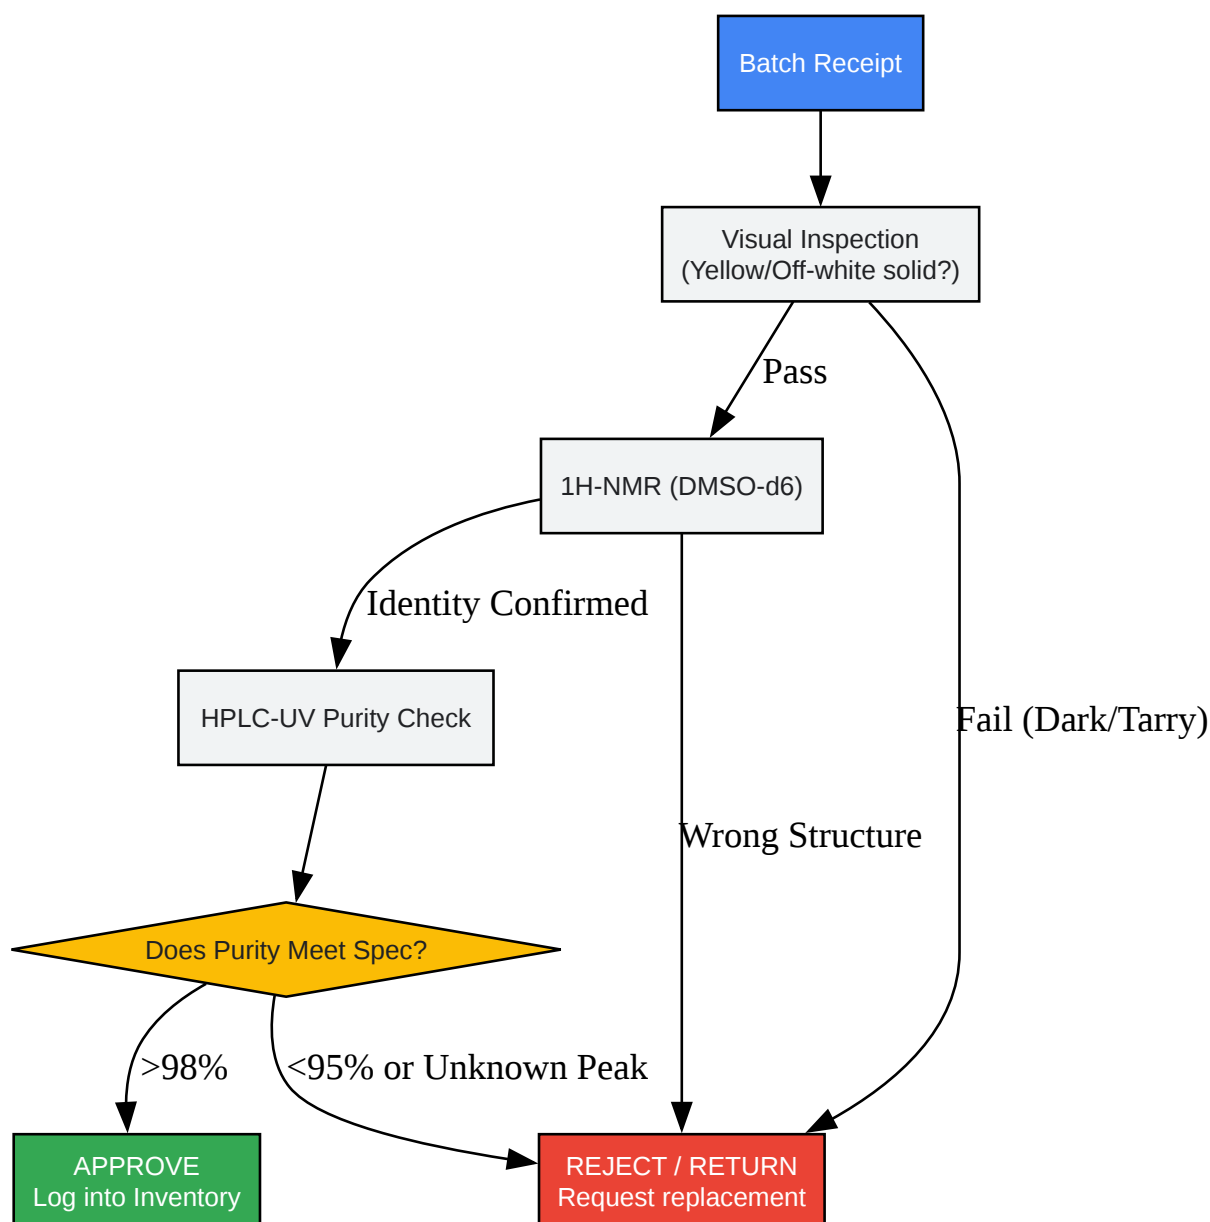 Batch Receipt
Visual Inspection
(Yellow/Off-white solid?)
Pass
1H-NMR (DMSO-d6)
Identity Confirmed
HPLC-UV Purity Check
Fail (Dark/Tarry)
Wrong Structure
Does Purity Meet Spec?
>98%
<95% or Unknown Peak
APPROVE
Log into Inventory
REJECT / RETURN
Request replacement